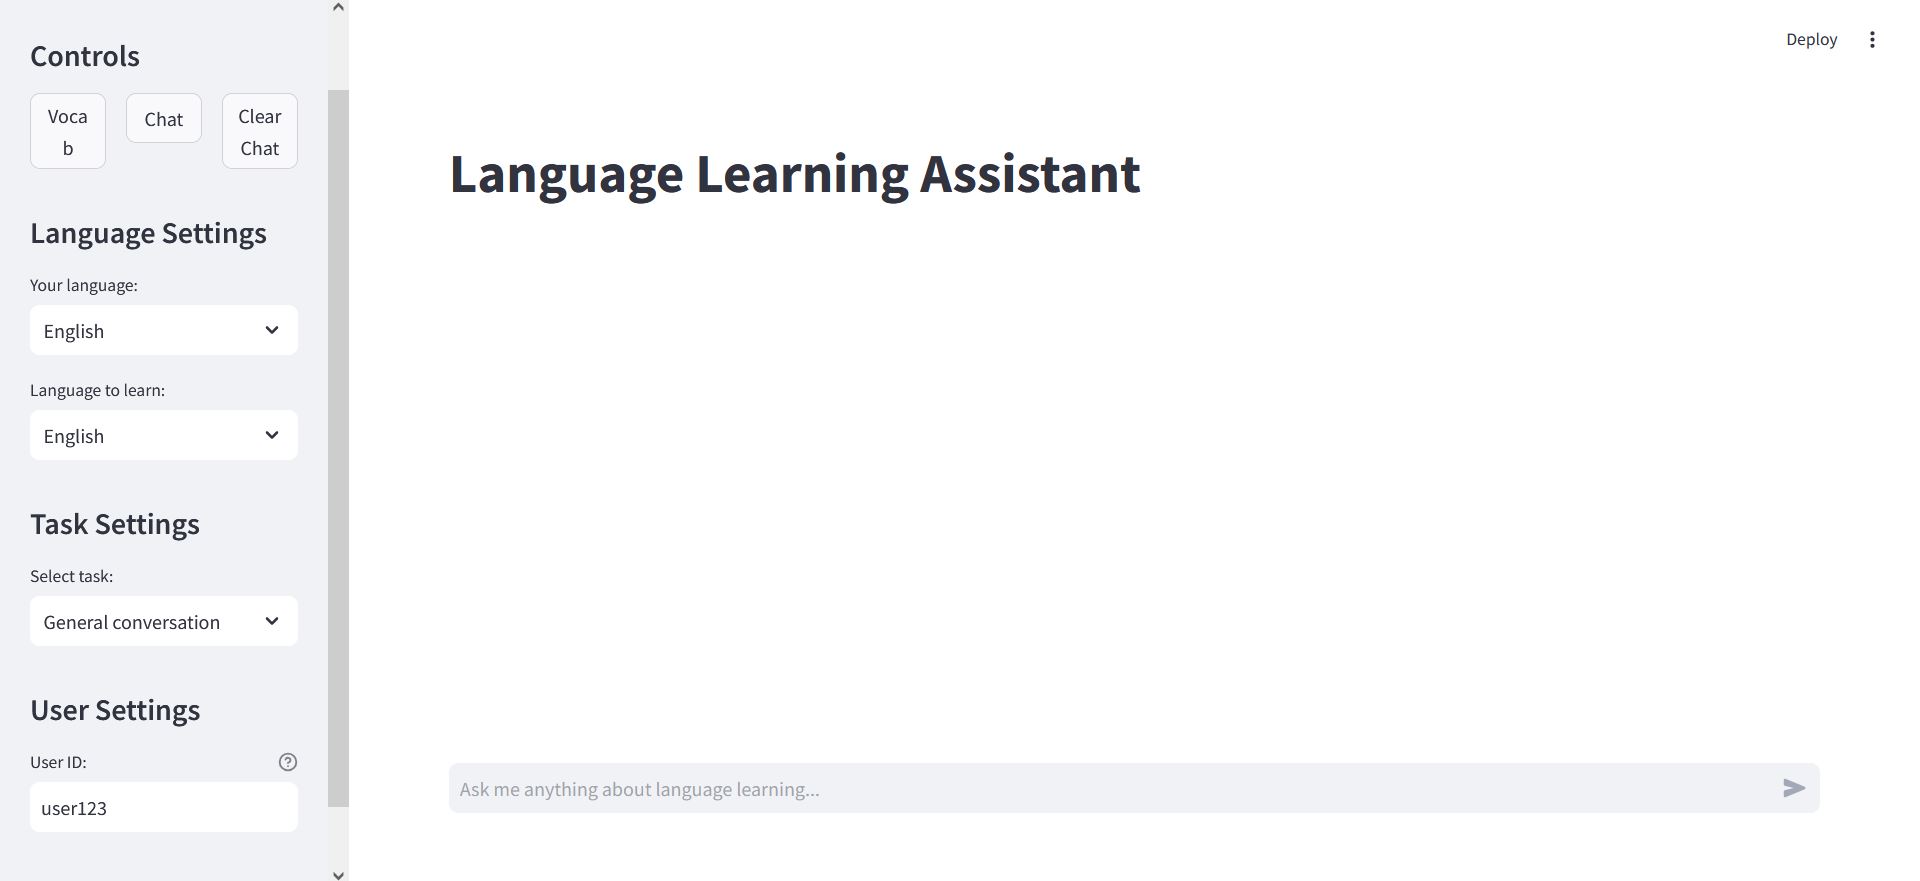 Controls
Voca
b
Chat
Clear
Chat
Language Settings
Your language:
English
Language to learn:
English
Task Settings
Select task:
General conversation
User Settings
User ID:
user123
Deploy
Language Learning Assistant
Ask me anything about language learning...